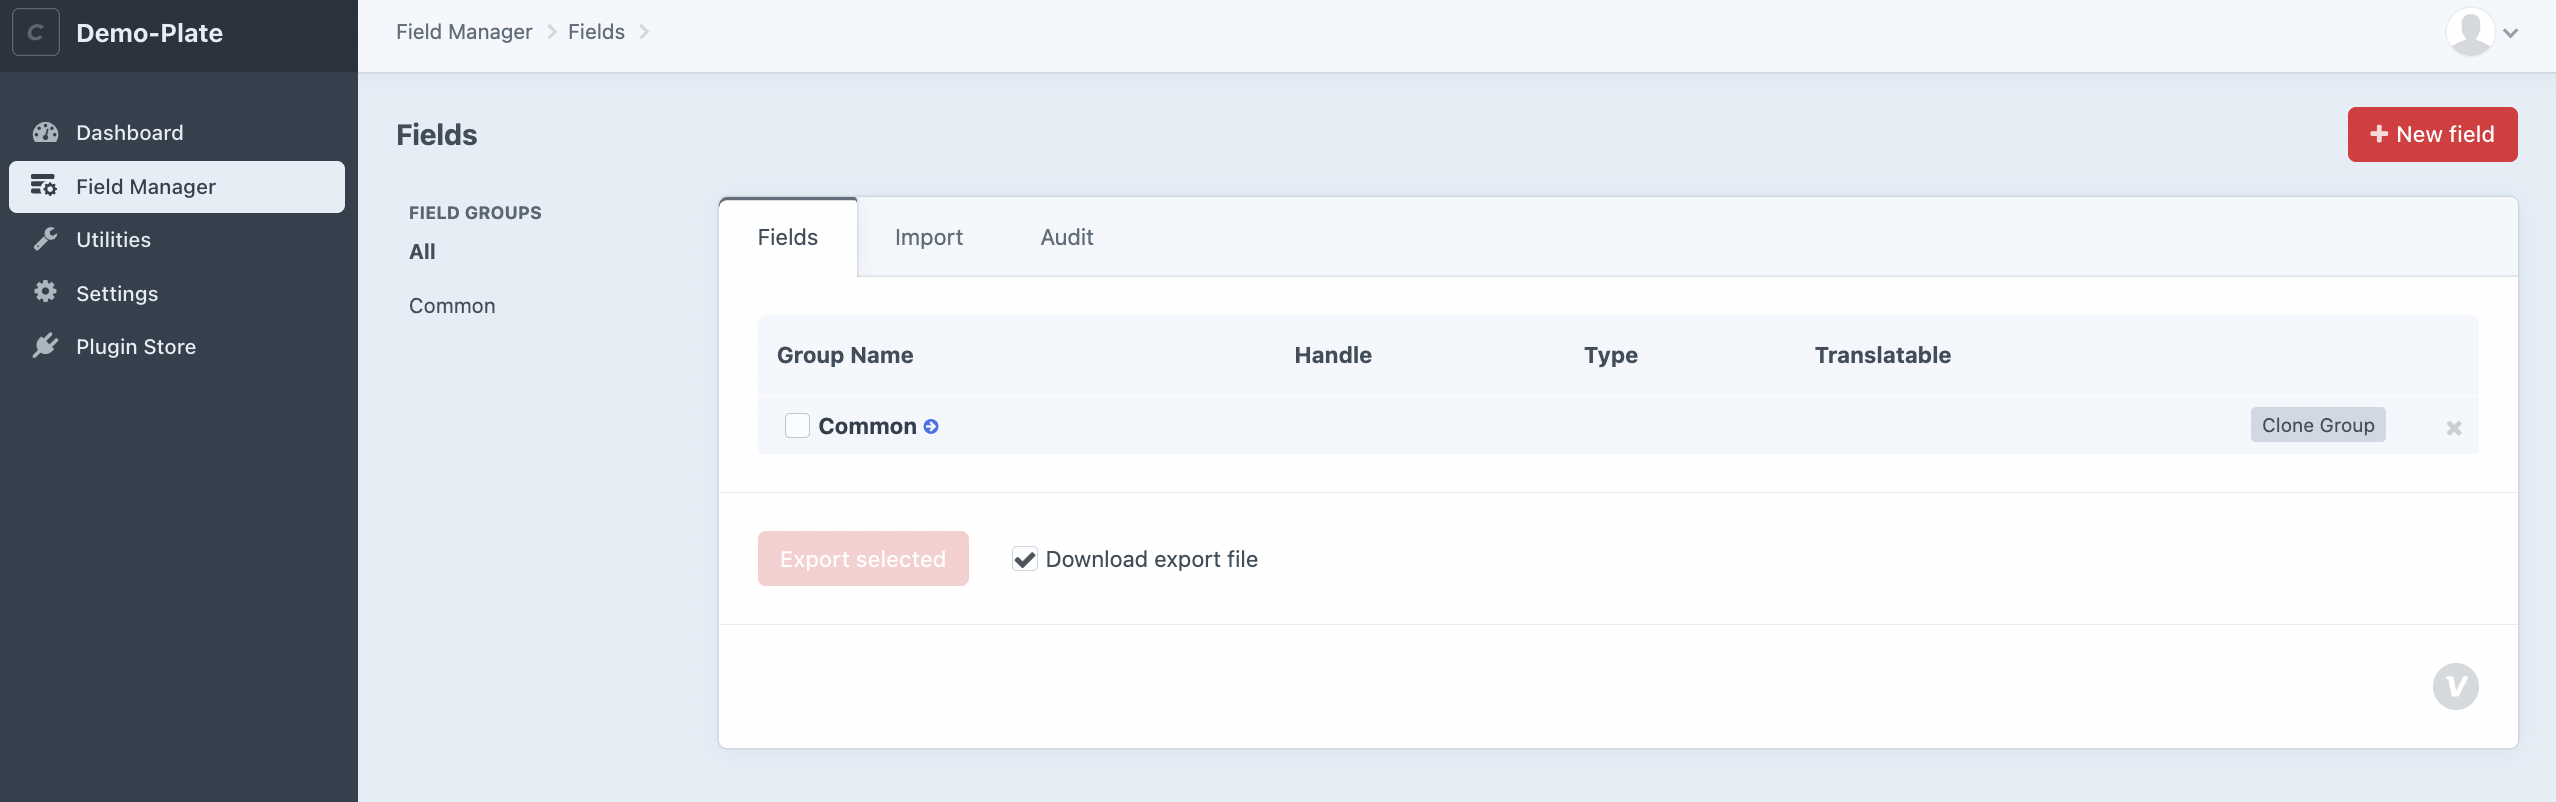 C Demo-Plate
Field Manager Fields
Dashboard
Field Manager
Utilities
Settings
Plugin Store
Fields
+ New field
FIELD GROUPS
All
Common
Fields Import Audit
Group Name Handle Type Translatable
Common Clone Group
Export selected Download export file
V